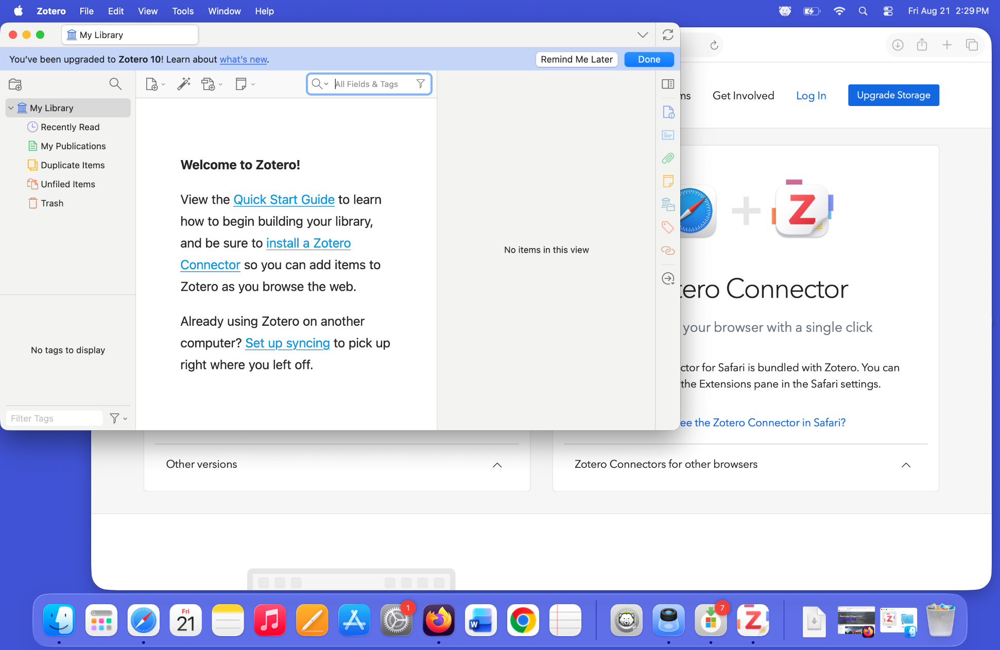 Zotero File Edit View Tools Window Help
Fri Aug 21 2:29 PM
My Library
You've been upgraded to Zotero 10! Learn about what's new.
Remind Me Later
Done
All Fields & Tags
My Library
Recently Read
My Publications
Duplicate Items
Unfiled Items
Trash
No tags to display
Filter Tags
Welcome to Zotero!
View the Quick Start Guide to learn
how to begin building your library,
and be sure to install a Zotero
Connector so you can add items to
Zotero as you browse the web.
Already using Zotero on another
computer? Set up syncing to pick up
right where you left off.
No items in this view
ms
Get Involved
Log In
Upgrade Storage
Z
tero Connector
your browser with a single click
ctor for Safari is bundled with Zotero. You can
the Extensions pane in the Safari settings.
ee the Zotero Connector in Safari?
Other versions
Zotero Connectors for other browsers
Fri
21
1
W
7
Z
Z